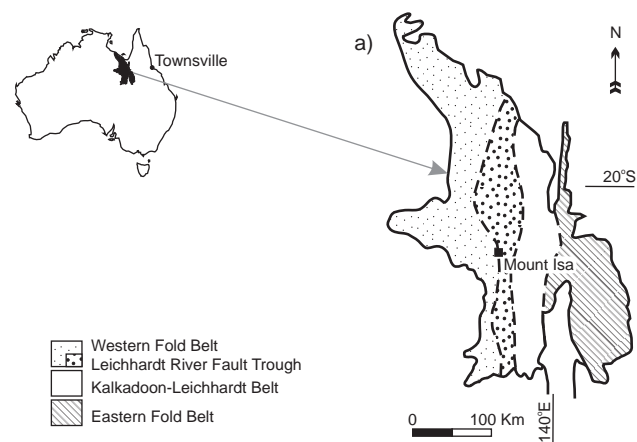 Townsville
a)
N
20°S
Mount Isa
Western Fold Belt
Leichhardt River Fault Trough
Kalkadoon-Leichhardt Belt
Eastern Fold Belt
0 100 Km
140°E